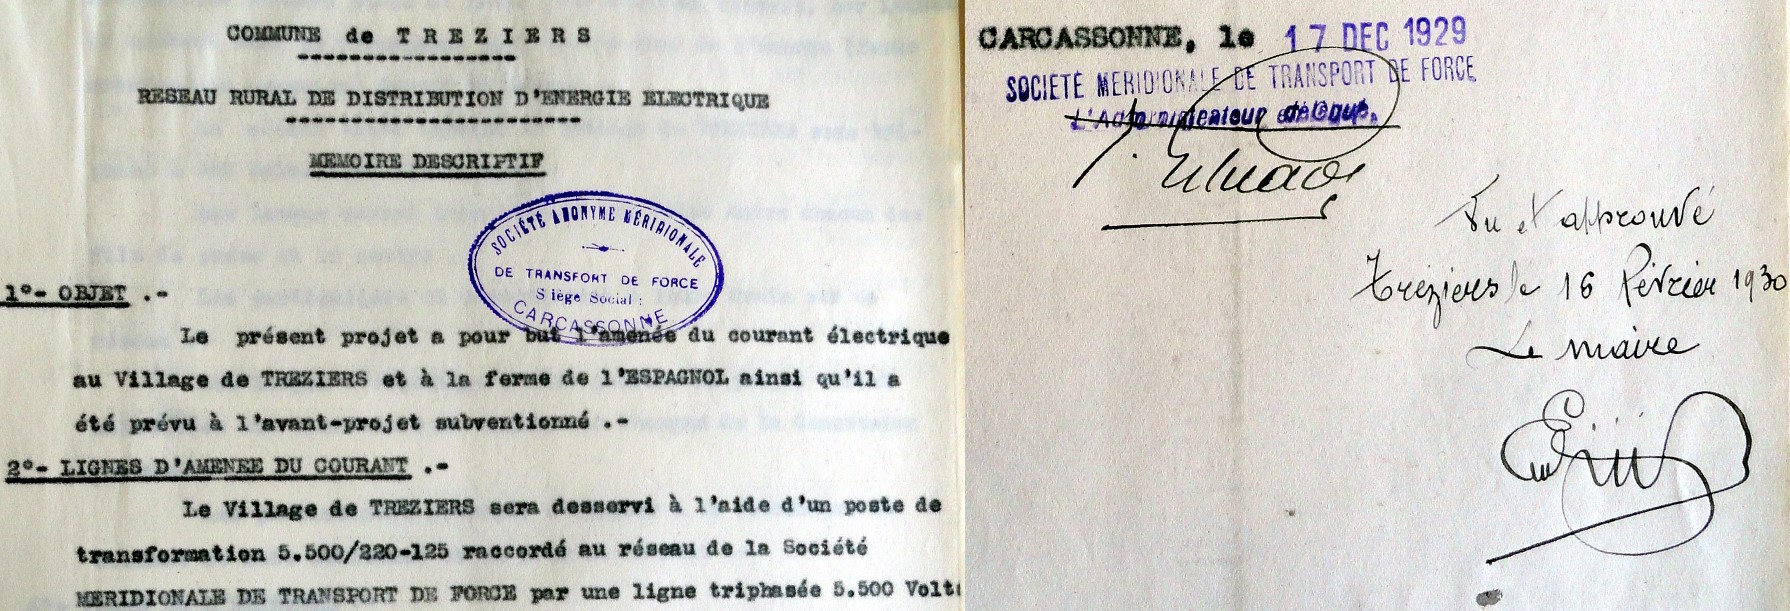 COMMUNE de TREZIERS
RESEAU RURAL DE DISTRIBUTION D'ENERGIE ELECTRIQUE
MEMOIRE DESCRIPTIF
SOCIÉTÉ ANONYME MÉRIDIONALE
DE TRANSPORT DE FORCE
Siège Social :
CARCASSONNE
1°- OBJET .-
Le présent projet a pour but l'amenée du courant électrique
au Village de TREZIERS et à la ferme de l'ESPAGNOL ainsi qu'il a
été prévu à l'avant-projet subventionné .-
2°- LIGNES D'AMENEE DU COURANT .-
Le Village de TREZIERS sera desservi à l'aide d'un poste de
transformation 5.500/220-125 raccordé au réseau de la Société
MERIDIONALE DE TRANSPORT DE FORCE par une ligne triphasée 5.500 Volts
CARCASSONNE, le 17 DEC 1929
SOCIÉTÉ MERIDIONALE DE TRANSPORT DE FORCE
L'Administrateur délégué,
Vu et approuvé
Tréziers le 16 Février 1930
Le maire